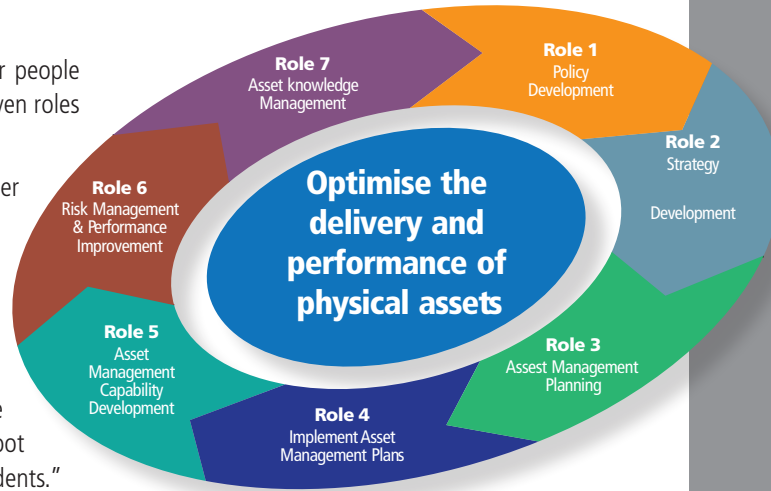 r people
ven roles
er
e
oot
dents.”
Role 1
Policy
Development
Role 2
Strategy
Development
Role 3
Assest Management
Planning
Role 4
Implement Asset
Management Plans
Role 5
Asset
Management
Capability
Development
Role 6
Risk Management
& Performance
Improvement
Role 7
Asset knowledge
Management
Optimise the
delivery and
performance of
physical assets